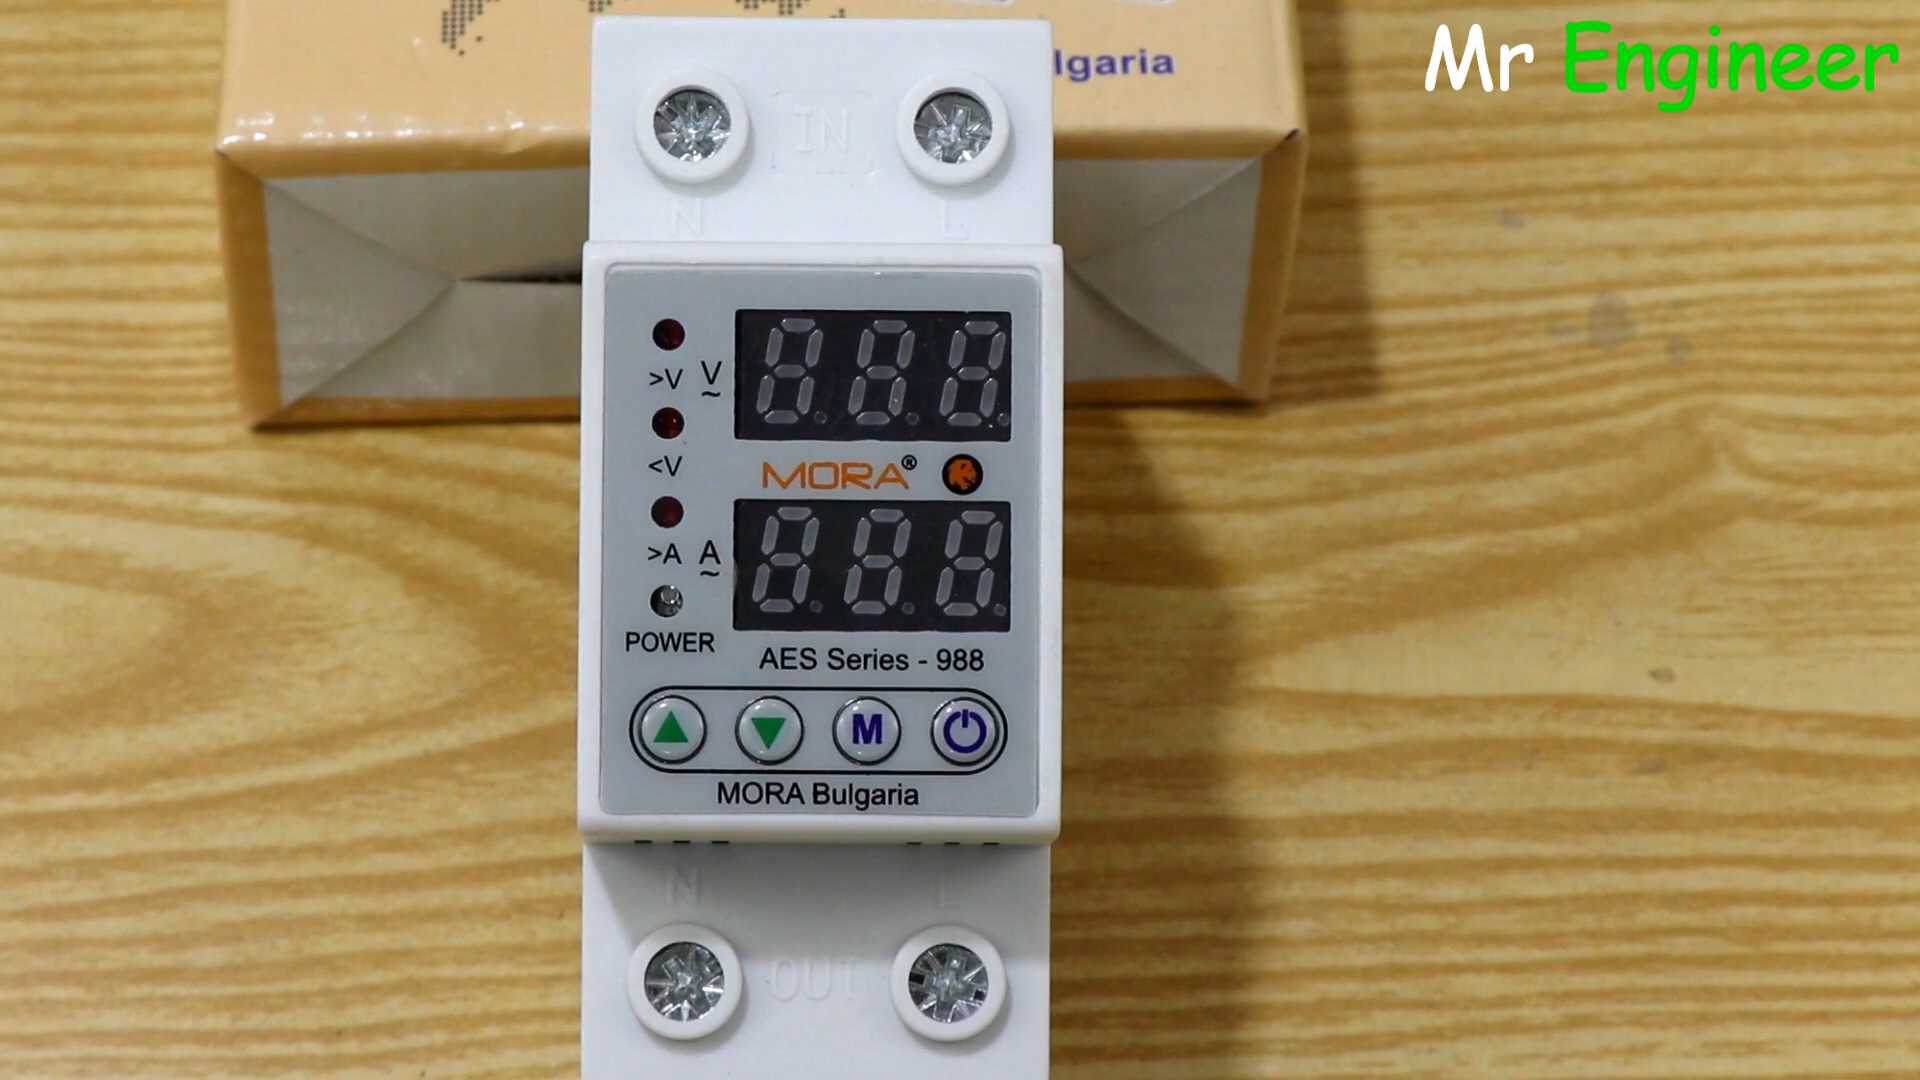 Mr Engineer
lgaria
IN
N L
>V V
<V
MORA®
>A A
POWER
AES Series - 988
M
MORA Bulgaria
N L
OUT